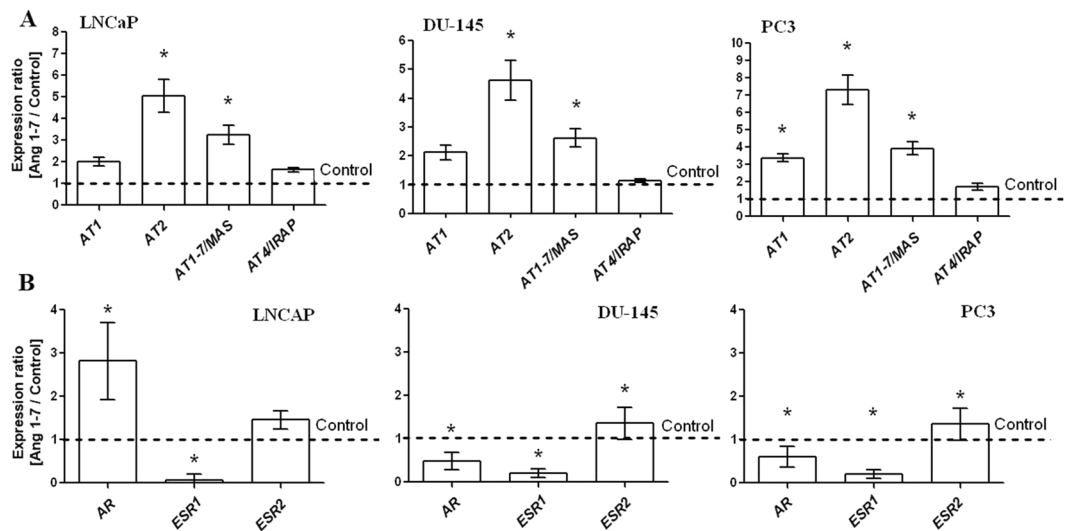 A
LNCaP
DU-145
PC3
Expression ratio
[Ang 1-7 / Control]
8
7
6
5
4
3
2
1
0
*
*
Control
AT1
AT2
AT1-7/MAS
AT4/IRAP
6
5
4
3
2
1
0
*
*
Control
AT1
AT2
AT1-7/MAS
AT4/IRAP
10
9
8
7
6
5
4
3
2
1
0
*
*
*
Control
AT1
AT2
AT1-7/MAS
AT4/IRAP
B
LNCAP
DU-145
PC3
Expression ratio
[Ang 1-7 / Control]
4
3
2
1
0
*
*
Control
AR
ESR1
ESR2
4
3
2
1
0
*
*
*
Control
AR
ESR1
ESR2
4
3
2
1
0
*
*
*
Control
AR
ESR1
ESR2